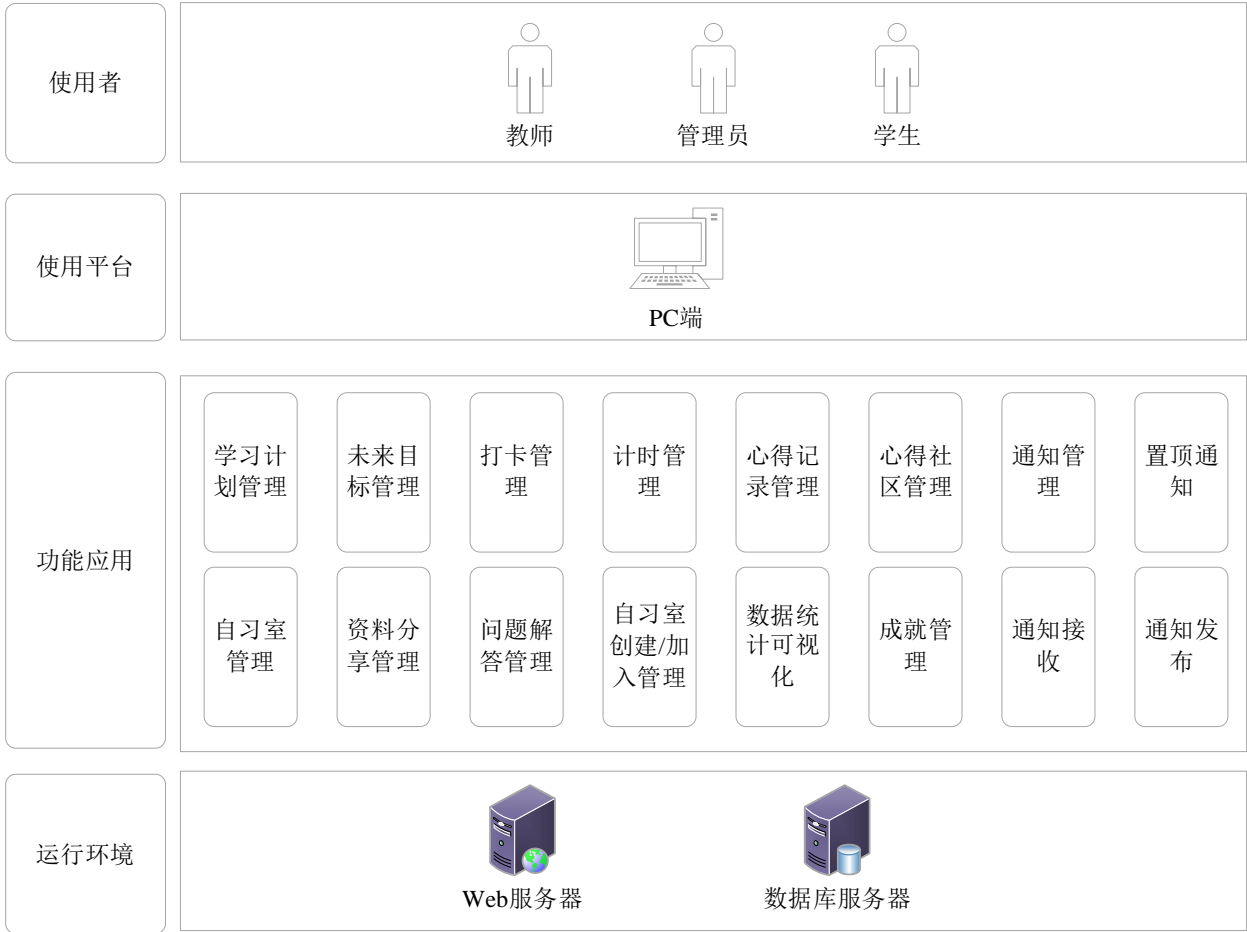 使用者
教师
管理员
学生
使用平台
PC端
功能应用
学习计
划管理
未来目
标管理
打卡管
理
计时管
理
心得记
录管理
心得社
区管理
通知管
理
置顶通
知
自习室
管理
资料分
享管理
问题解
答管理
自习室
创建/加
入管理
数据统
计可视
化
成就管
理
通知接
收
通知发
布
运行环境
Web服务器
数据库服务器